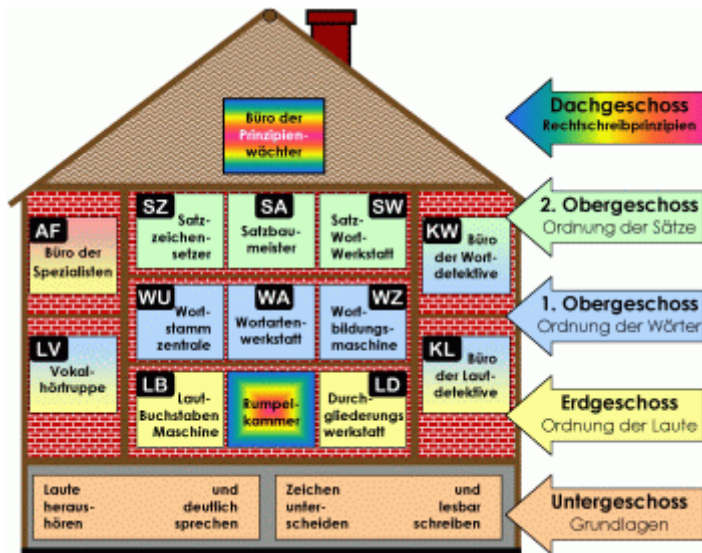 Büro der
Prinzipien-
wächter
Dachgeschoss
Rechtschreibprinzipien
SZ
Satz-
zeichen-
setzer
SA
Satzbau-
meister
SW
Satz-
Wort-
Werkstatt
2. Obergeschoss
Ordnung der Sätze
AF
Büro der
Spezialisten
KW
Büro
der Wort-
detektive
WU
Wort-
stamm
zentrale
WA
Wortarten-
werkstatt
WZ
Wort-
bildungs-
maschine
1. Obergeschoss
Ordnung der Wörter
LV
Vokal-
hörtruppe
KL
Büro
der Laut-
detektive
LB
Laut-
Buchstaben
Maschine
Rumpel-
kammer
LD
Durch-
gliederungs
werkstatt
Erdgeschoss
Ordnung der Laute
Laute und
heraus- deutlich
hören sprechen
Zeichen und
unter- lesbar
scheiden schreiben
Untergeschoss
Grundlagen